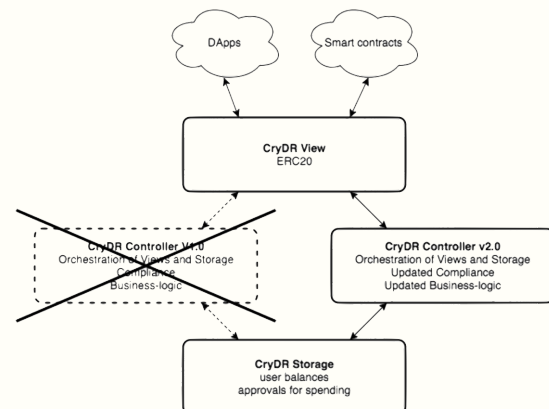 DApps
Smart contracts
CryDR View
ERC20
CryDR Controller V1.0
Orchestration of Views and Storage
Compliance
Business-logic
CryDR Controller v2.0
Orchestration of Views and Storage
Updated Compliance
Updated Business-logic
CryDR Storage
user balances
approvals for spending